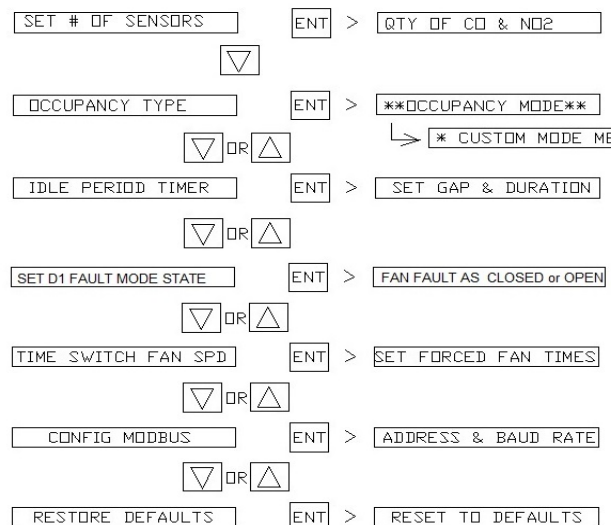 SET # OF SENSORS ENT > QTY OF CO & NO2
OCCUPANCY TYPE ENT > **OCCUPANCY MODE**
* CUSTOM MODE ME
OR
IDLE PERIOD TIMER ENT > SET GAP & DURATION
OR
SET D1 FAULT MODE STATE ENT > FAN FAULT AS CLOSED or OPEN
OR
TIME SWITCH FAN SPD ENT > SET FORCED FAN TIMES
OR
CONFIG MODBUS ENT > ADDRESS & BAUD RATE
OR
RESTORE DEFAULTS ENT > RESET TO DEFAULTS